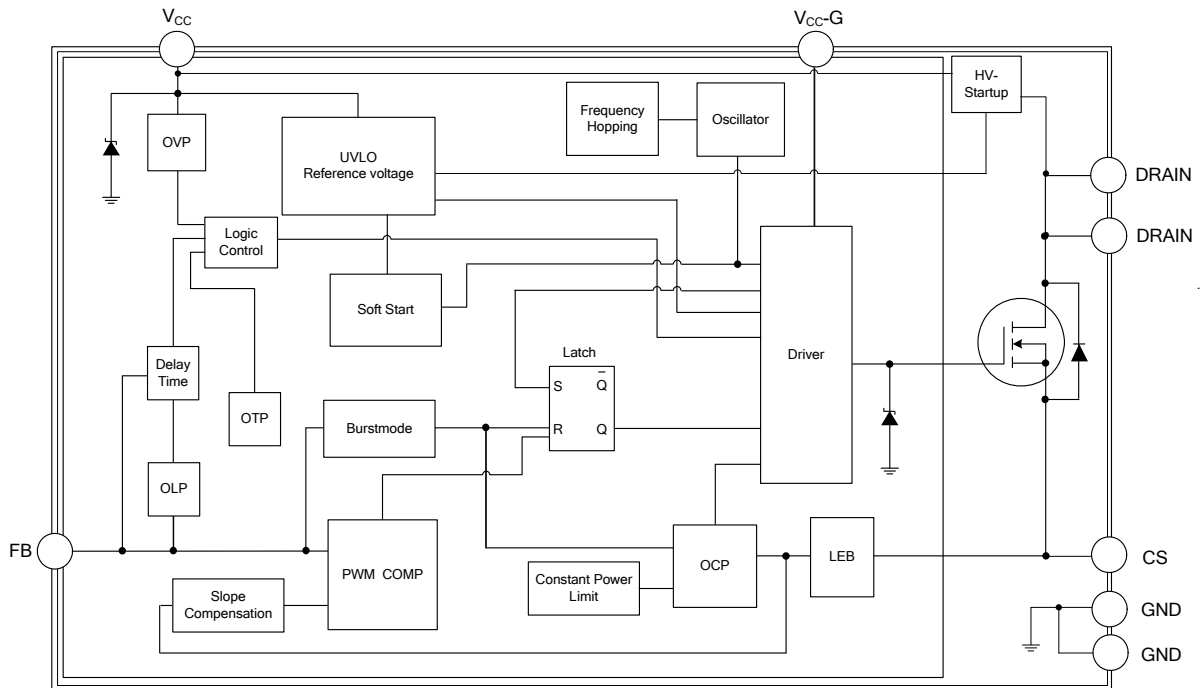 VCC
VCC-G
HV-
Startup
Frequency
Hopping
Oscillator
OVP
UVLO
Reference voltage
DRAIN
DRAIN
Logic
Control
Soft Start
Latch
Driver
Delay
Time
S
Q̅
OTP
Burstmode
R
Q
OLP
FB
PWM COMP
OCP
LEB
CS
Constant Power
Limit
Slope
Compensation
GND
GND